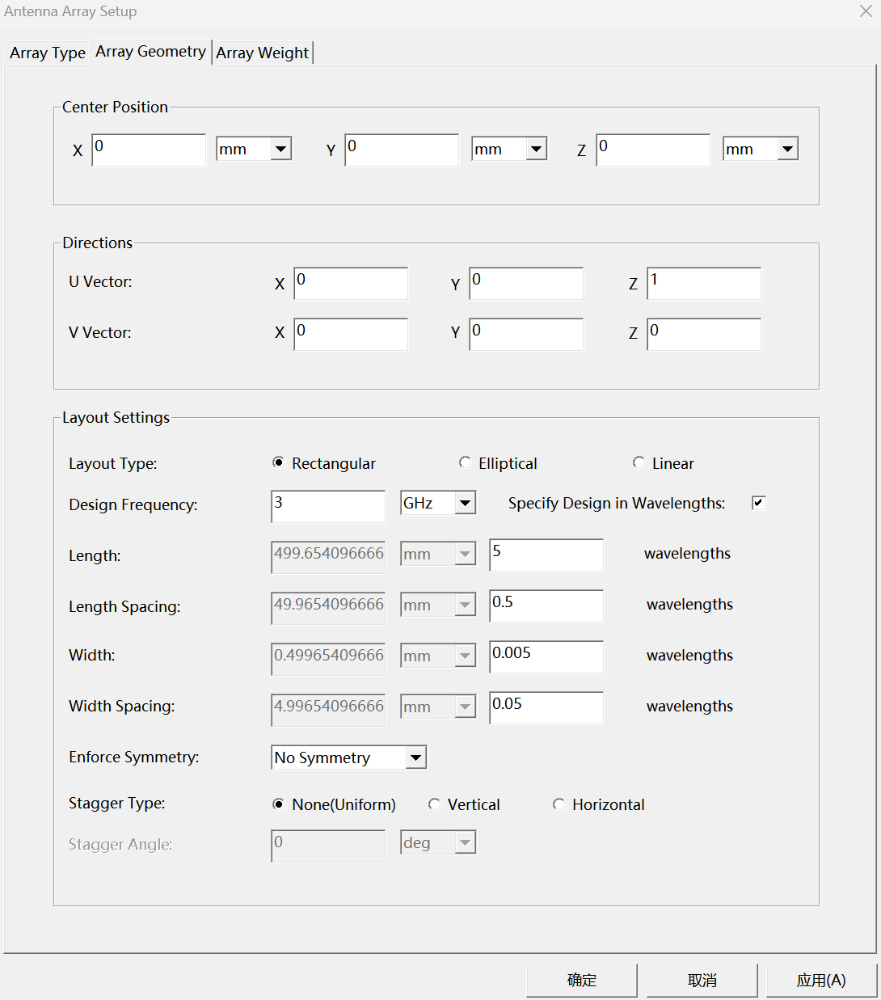 Antenna Array Setup
Array Type Array Geometry Array Weight
Center Position
X 0 mm Y 0 mm Z 0 mm
Directions
U Vector: X 0 Y 0 Z 1
V Vector: X 0 Y 0 Z 0
Layout Settings
Layout Type: Rectangular Elliptical Linear
Design Frequency: 3 GHz Specify Design in Wavelengths:
Length: 499.654096666 mm 5 wavelengths
Length Spacing: 49.9654096666 mm 0.5 wavelengths
Width: 0.49965409666 mm 0.005 wavelengths
Width Spacing: 4.99654096666 mm 0.05 wavelengths
Enforce Symmetry: No Symmetry
Stagger Type: None(Uniform) Vertical Horizontal
Stagger Angle: 0 deg
确定 取消 应用(A)